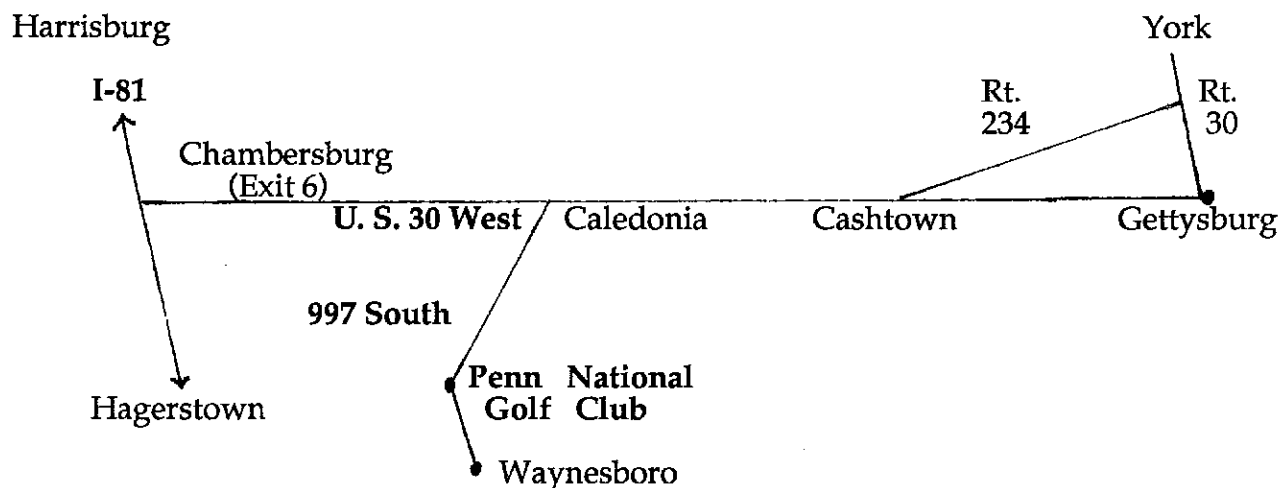 Harrisburg
York
I-81
Rt.
234
Rt.
30
Chambersburg
(Exit 6)
U. S. 30 West
Caledonia
Cashtown
Gettysburg
997 South
Penn National
Golf Club
Hagerstown
Waynesboro